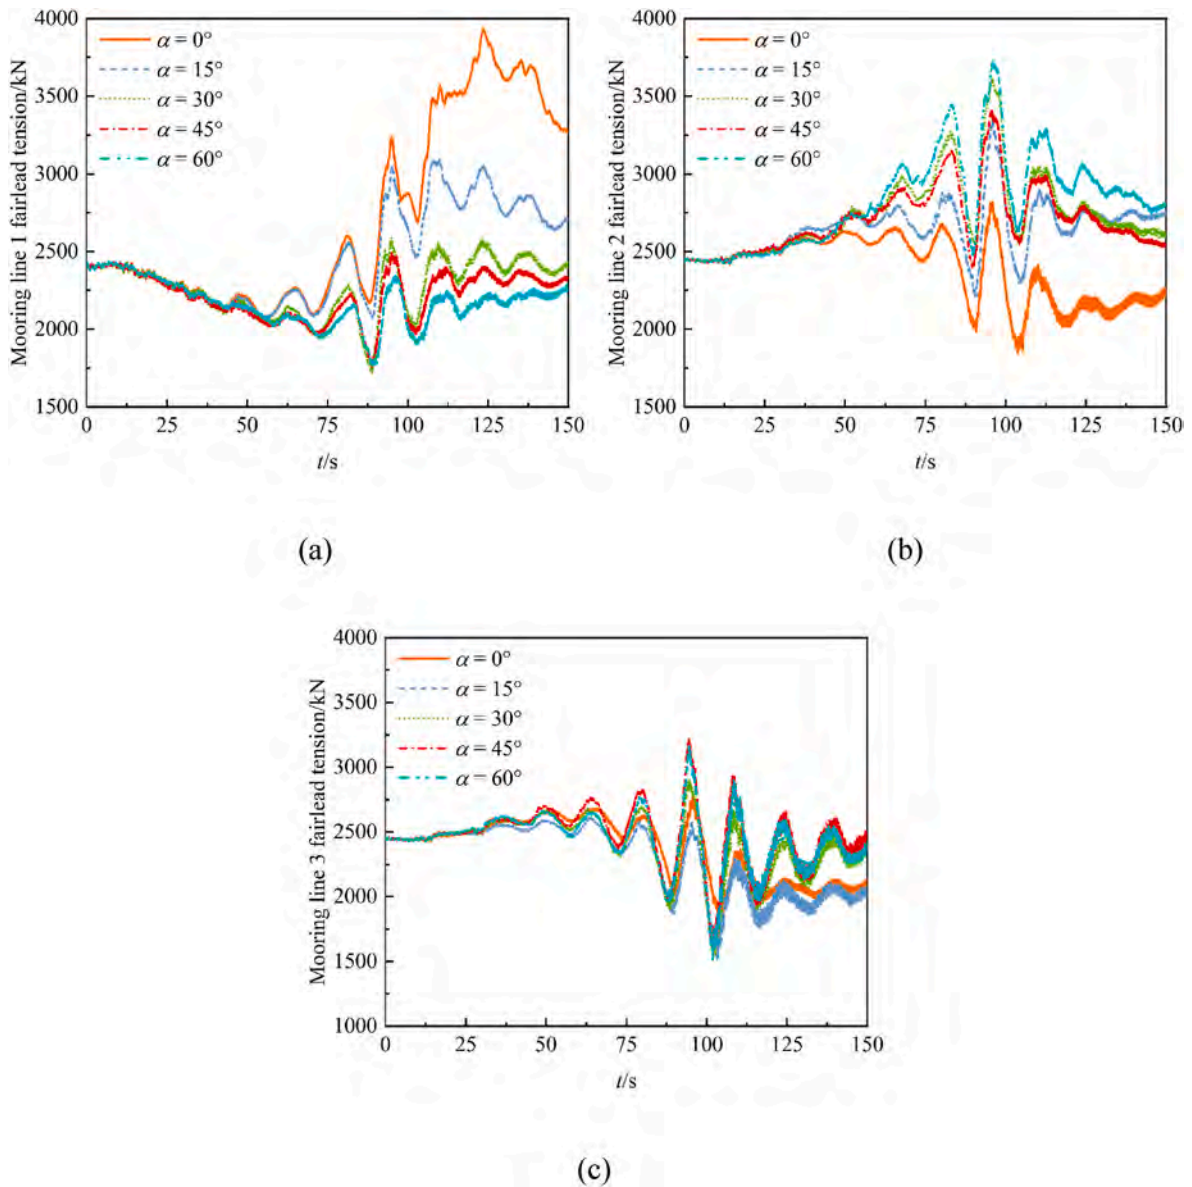 4000
3500
3000
2500
2000
1500
Mooring line 1 fairlead tension/kN
α = 0°
α = 15°
α = 30°
α = 45°
α = 60°
0 25 50 75 100 125 150
t/s
(a)
4000
3500
3000
2500
2000
1500
Mooring line 2 fairlead tension/kN
α = 0°
α = 15°
α = 30°
α = 45°
α = 60°
0 25 50 75 100 125 150
t/s
(b)
4000
3500
3000
2500
2000
1500
1000
Mooring line 3 fairlead tension/kN
α = 0°
α = 15°
α = 30°
α = 45°
α = 60°
0 25 50 75 100 125 150
t/s
(c)